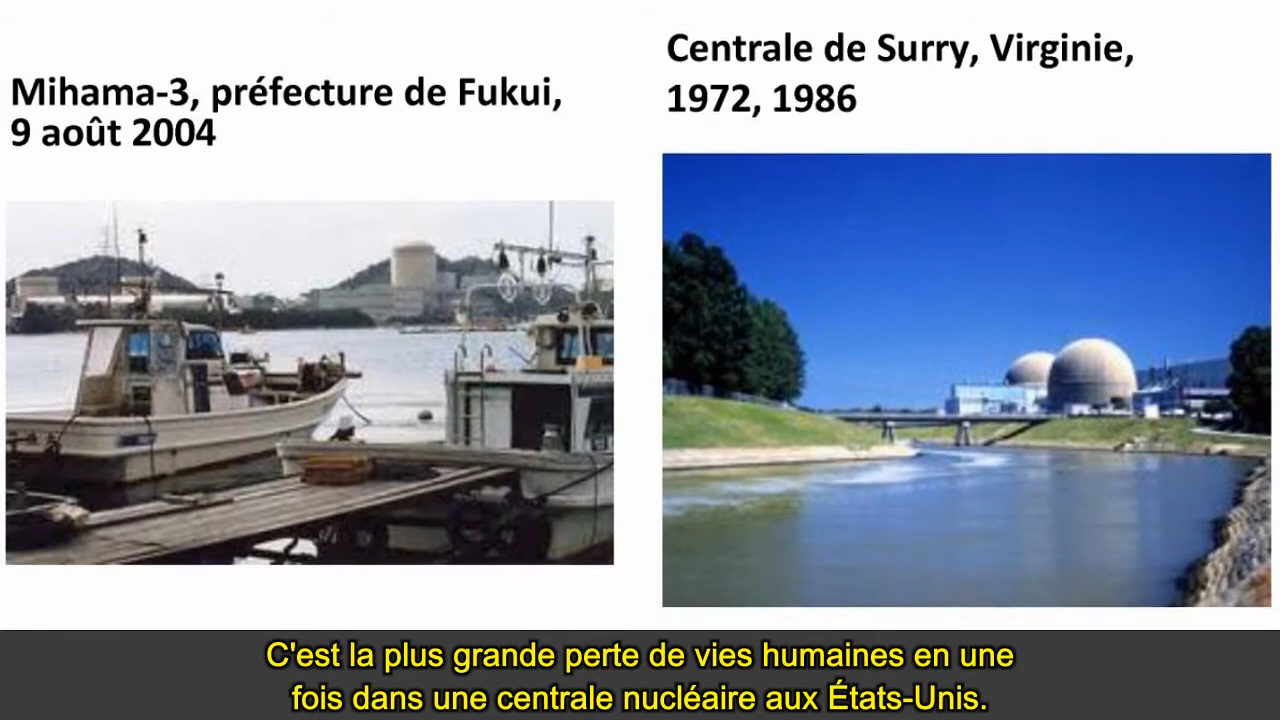 Mihama-3, préfecture de Fukui,
9 août 2004
Centrale de Surry, Virginie,
1972, 1986
C'est la plus grande perte de vies humaines en une
fois dans une centrale nucléaire aux États-Unis.